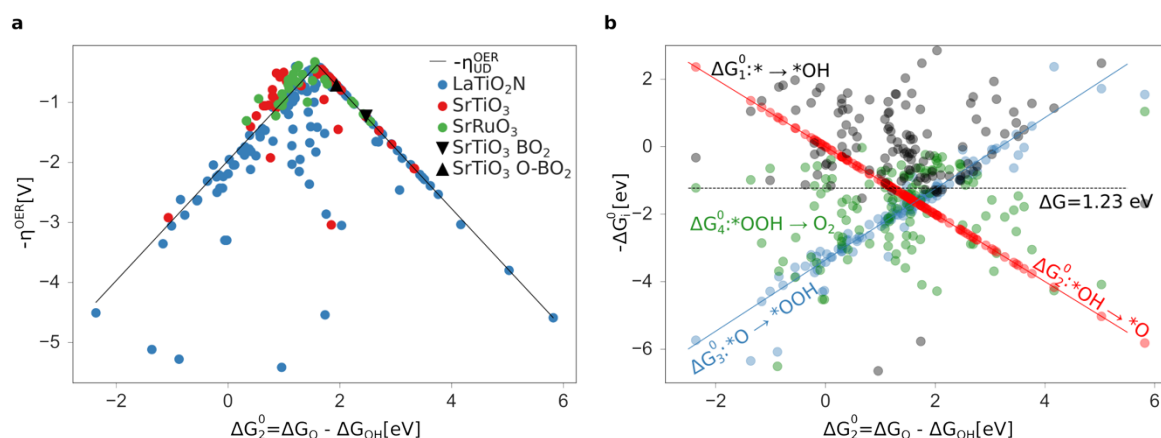 a
-η_UD^OER
LaTiO₂N
SrTiO₃
SrRuO₃
SrTiO₃ BO₂
SrTiO₃ O-BO₂
-η^OER[V]
−1
−2
−3
−4
−5
−2
0
2
4
6
ΔG₂⁰=ΔG_O - ΔG_OH[eV]
b
ΔG₁⁰:* → *OH
ΔG=1.23 eV
ΔG₄⁰:*OOH → O₂
ΔG₂⁰:*OH → *O
ΔG₃⁰:*O → *OOH
-ΔG_i⁰[ev]
2
0
−2
−4
−6
−2
0
2
4
6
ΔG₂⁰=ΔG_O - ΔG_OH[eV]